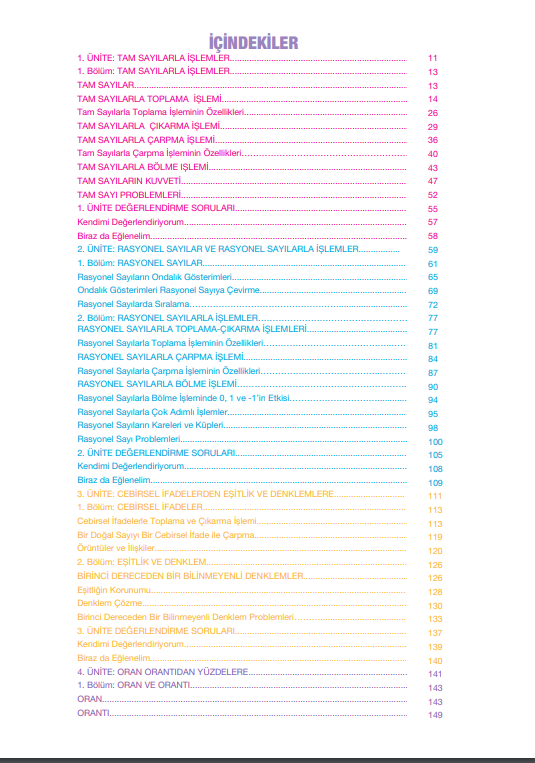 İÇİNDEKİLER
1. ÜNİTE: TAM SAYILARLA İŞLEMLER 11
1. Bölüm: TAM SAYILARLA İŞLEMLER 13
TAM SAYILAR 13
TAM SAYILARLA TOPLAMA İŞLEMİ 14
Tam Sayılarla Toplama İşleminin Özellikleri 26
TAM SAYILARLA ÇIKARMA İŞLEMİ 29
TAM SAYILARLA ÇARPMA İŞLEMİ 36
Tam Sayılarla Çarpma İşleminin Özellikleri 40
TAM SAYILARLA BÖLME IŞLEMİ 43
TAM SAYILARIN KUVVETİ 47
TAM SAYI PROBLEMLERİ 52
1. ÜNİTE DEĞERLENDİRME SORULARI 55
Kendimi Değerlendiriyorum 57
Biraz da Eğlenelim 58
2. ÜNİTE: RASYONEL SAYILAR VE RASYONEL SAYILARLA İŞLEMLER 59
1. Bölüm: RASYONEL SAYILAR 61
Rasyonel Sayıların Ondalık Gösterimleri 65
Ondalık Gösterimleri Rasyonel Sayıya Çevirme 69
Rasyonel Sayılarda Sıralama 72
2. Bölüm: RASYONEL SAYILARLA İŞLEMLER 77
RASYONEL SAYILARLA TOPLAMA-ÇIKARMA İŞLEMLERİ 77
Rasyonel Sayılarla Toplama İşleminin Özellikleri 81
RASYONEL SAYILARLA ÇARPMA İŞLEMİ 84
Rasyonel Sayılarla Çarpma İşleminin Özellikleri 87
RASYONEL SAYILARLA BÖLME İŞLEMİ 90
Rasyonel Sayılarla Bölme İşleminde 0, 1 ve -1'in Etkisi 94
Rasyonel Sayılarla Çok Adımlı İşlemler 95
Rasyonel Sayıların Kareleri ve Küpleri 98
Rasyonel Sayı Problemleri 100
2. ÜNİTE DEĞERLENDİRME SORULARI 105
Kendimi Değerlendiriyorum 108
Biraz da Eğlenelim 109
3. ÜNİTE: CEBİRSEL İFADELERDEN EŞİTLİK VE DENKLEMLERE 111
1. Bölüm: CEBİRSEL İFADELER 113
Cebirsel İfadelerle Toplama ve Çıkarma İşlemi 113
Bir Doğal Sayıyı Bir Cebirsel İfade ile Çarpma 119
Örüntüler ve İlişkiler 120
2. Bölüm: EŞİTLİK VE DENKLEM 126
BİRİNCİ DERECEDEN BİR BİLİNMEYENLİ DENKLEMLER 126
Eşitliğin Korunumu 128
Denklem Çözme 130
Birinci Dereceden Bir Bilinmeyenli Denklem Problemleri 133
3. ÜNİTE DEĞERLENDİRME SORULARI 137
Kendimi Değerlendiriyorum 139
Biraz da Eğlenelim 140
4. ÜNİTE: ORAN ORANTIDAN YÜZDELERE 141
1. Bölüm: ORAN VE ORANTI 143
ORAN 143
ORANTI 149